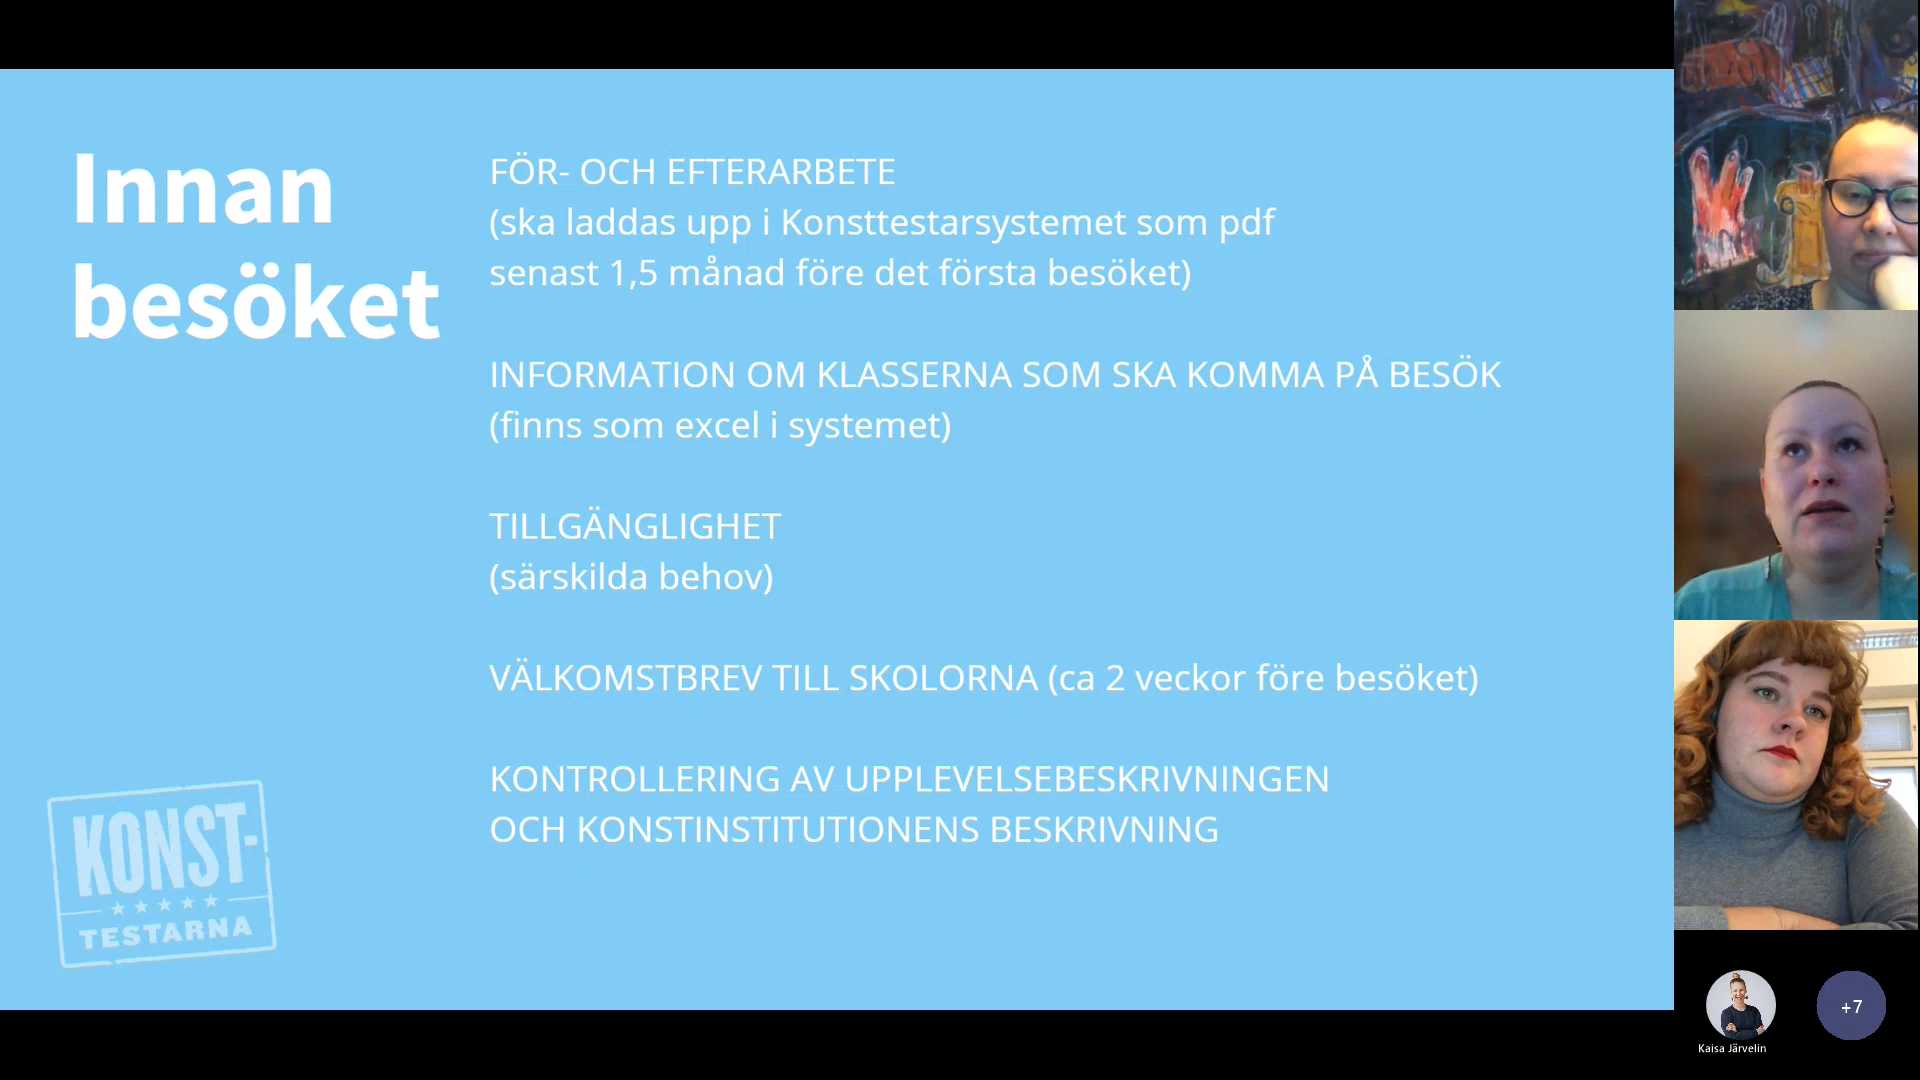 Innan
besöket
FÖR- OCH EFTERARBETE
(ska laddas upp i Konsttestarsystemet som pdf
senast 1,5 månad före det första besöket)
INFORMATION OM KLASSERNA SOM SKA KOMMA PÅ BESÖK
(finns som excel i systemet)
TILLGÄNGLIGHET
(särskilda behov)
VÄLKOMSTBREV TILL SKOLORNA (ca 2 veckor före besöket)
KONTROLLERING AV UPPLEVELSEBESKRIVNINGEN
OCH KONSTINSTITUTIONENS BESKRIVNING
KONST-
TESTARNA
Kaisa Järvelin
+7